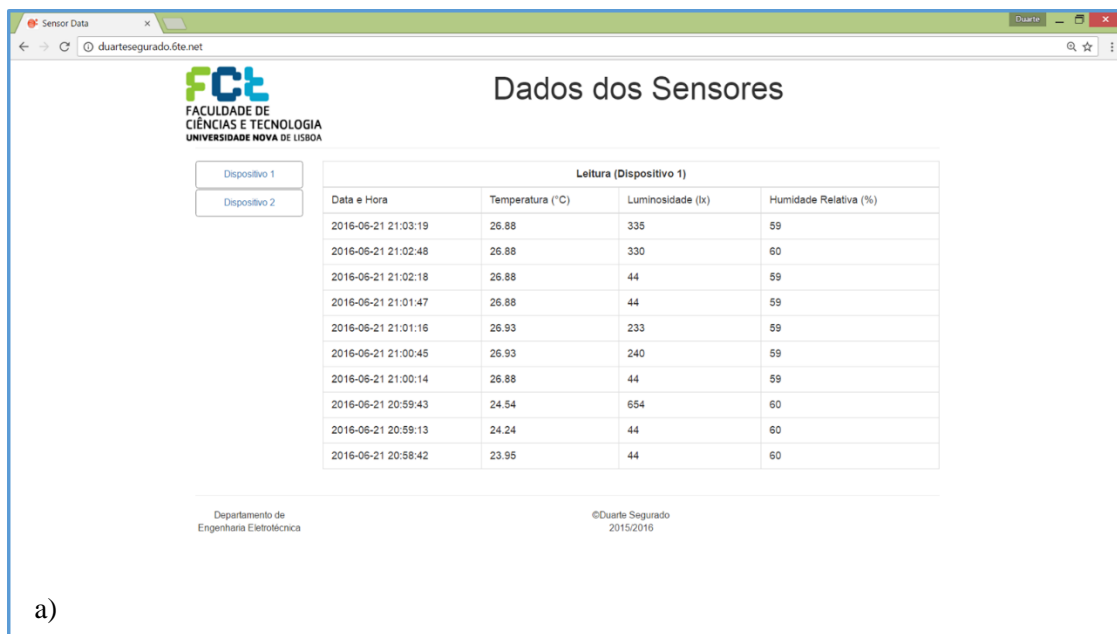 Sensor Data
Duarte
duartesegurado.6te.net
FCt
FACULDADE DE
CIÊNCIAS E TECNOLOGIA
UNIVERSIDADE NOVA DE LISBOA
Dados dos Sensores
Dispositivo 1
Dispositivo 2
Leitura (Dispositivo 1)
Data e Hora Temperatura (°C) Luminosidade (lx) Humidade Relativa (%)
2016-06-21 21:03:19 26.88 335 59
2016-06-21 21:02:48 26.88 330 60
2016-06-21 21:02:18 26.88 44 59
2016-06-21 21:01:47 26.88 44 59
2016-06-21 21:01:16 26.93 233 59
2016-06-21 21:00:45 26.93 240 59
2016-06-21 21:00:14 26.88 44 59
2016-06-21 20:59:43 24.54 654 60
2016-06-21 20:59:13 24.24 44 60
2016-06-21 20:58:42 23.95 44 60
Departamento de
Engenharia Eletrotécnica
©Duarte Segurado
2015/2016
a)